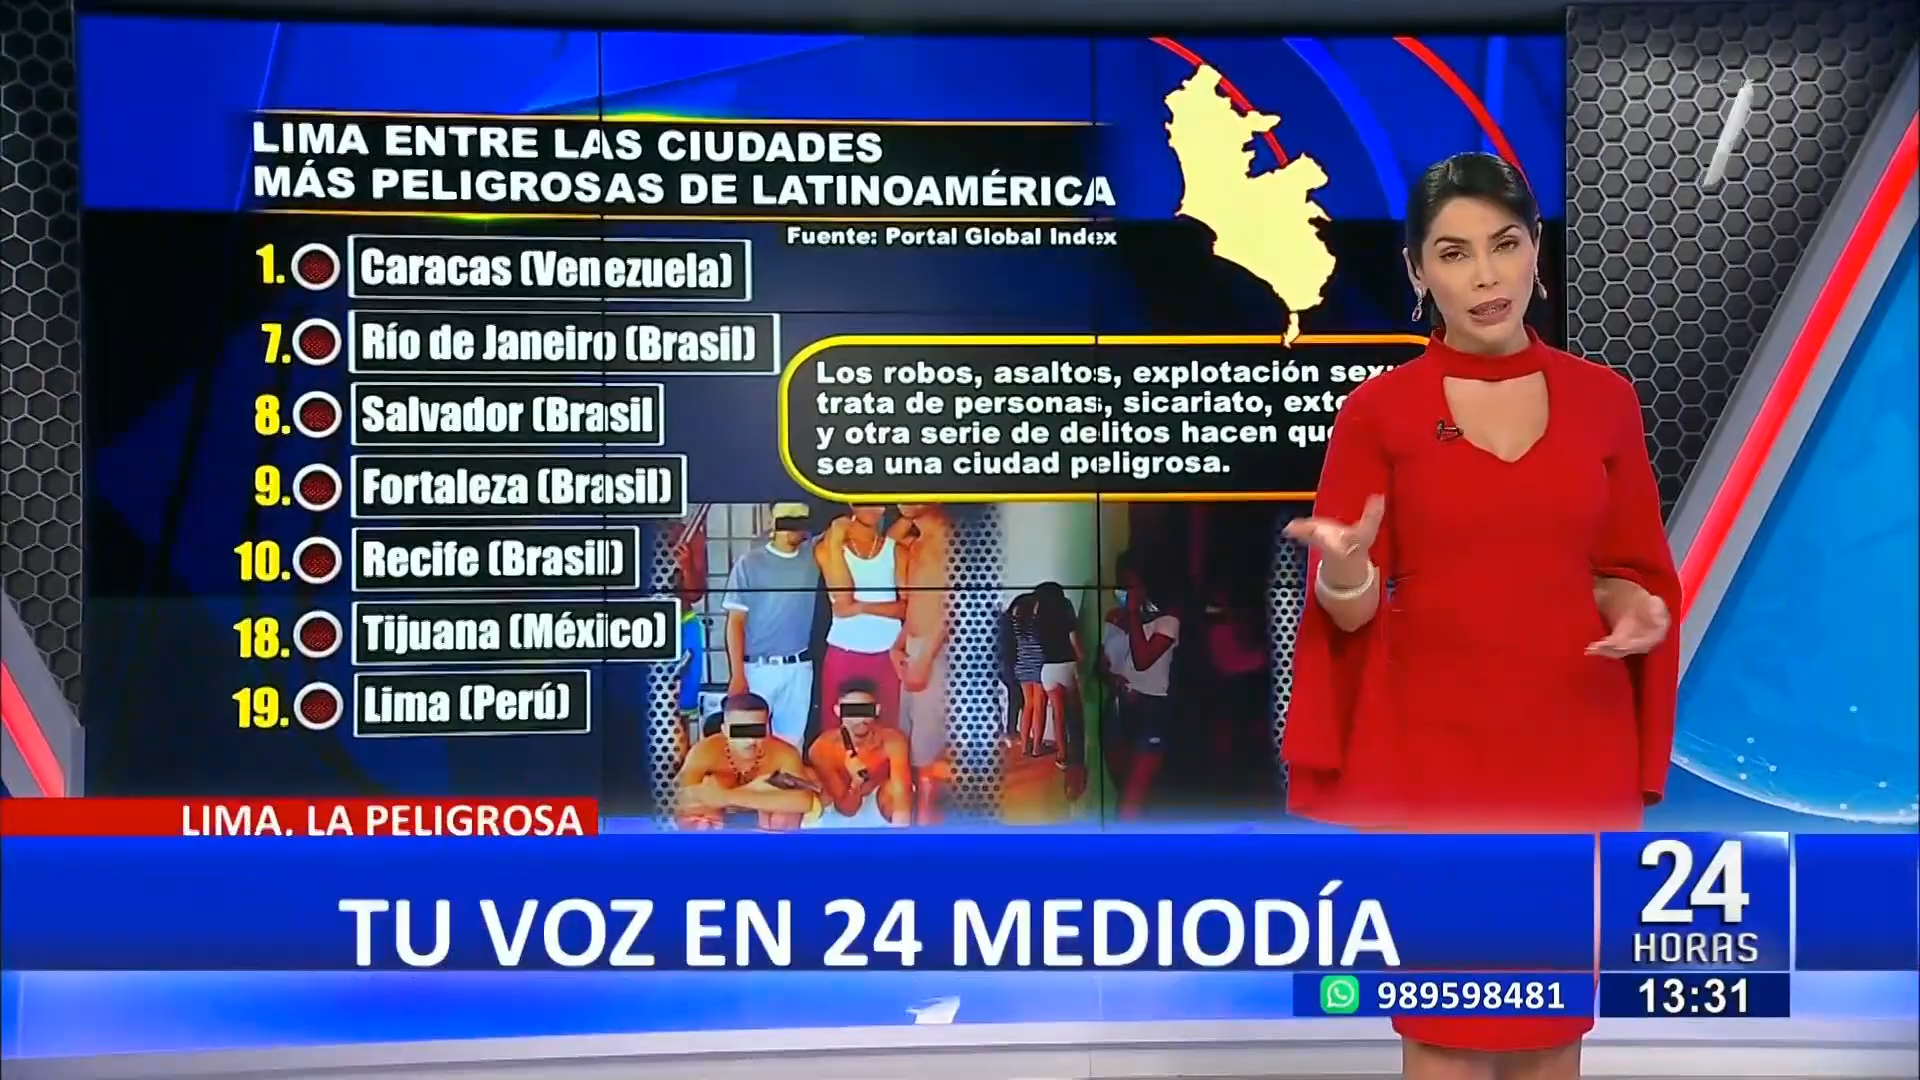 LIMA ENTRE LAS CIUDADES
MÁS PELIGROSAS DE LATINOAMÉRICA
Fuente: Portal Global Index
1. Caracas (Venezuela)
7. Río de Janeiro (Brasil)
8. Salvador (Brasil
9. Fortaleza (Brasil)
10. Recife (Brasil)
18. Tijuana (México)
19. Lima (Perú)
Los robos, asaltos, explotación
trata de personas, sicariato,
y otra serie de delitos hacen
sea una ciudad peligrosa.
LIMA, LA PELIGROSA
TU VOZ EN 24 MEDIODÍA
24
HORAS
989598481
13:31